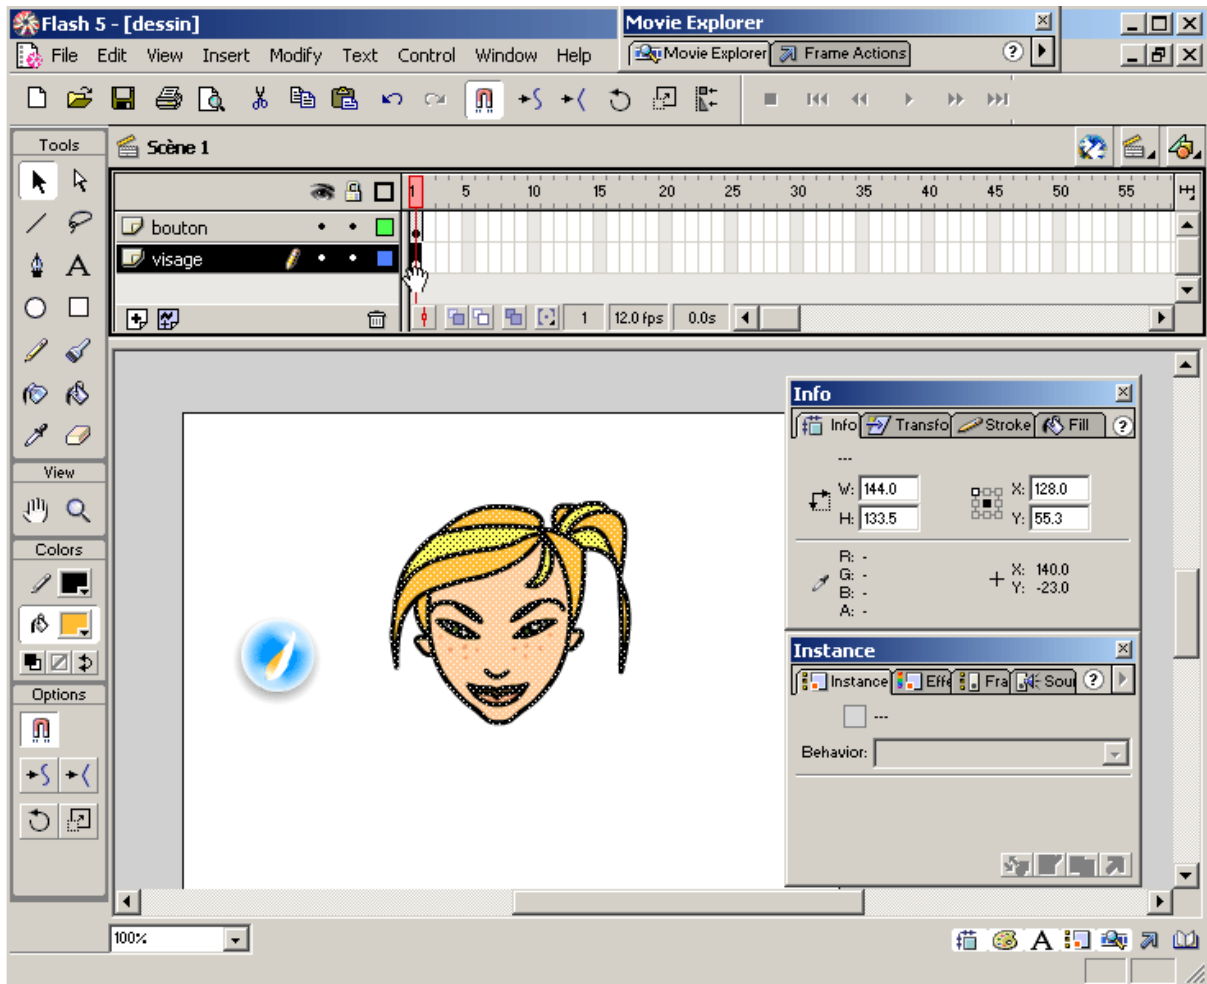 Flash 5 - [dessin]
Movie Explorer
File Edit View Insert Modify Text Control Window Help
Movie Explorer Frame Actions ?
Tools
Scène 1
1 5 10 15 20 25 30 35 40 45 50 55
bouton
visage
A
1 12.0 fps 0.0s
View
Colors
Options
Info
Info Transfo Stroke Fill ?
---
W: 144.0 X: 128.0
H: 133.5 Y: 55.3
R: -
G: - X: 140.0
B: - Y: -23.0
A: -
Instance
Instance Effe Fra Sou ?
---
Behavior:
100%
A